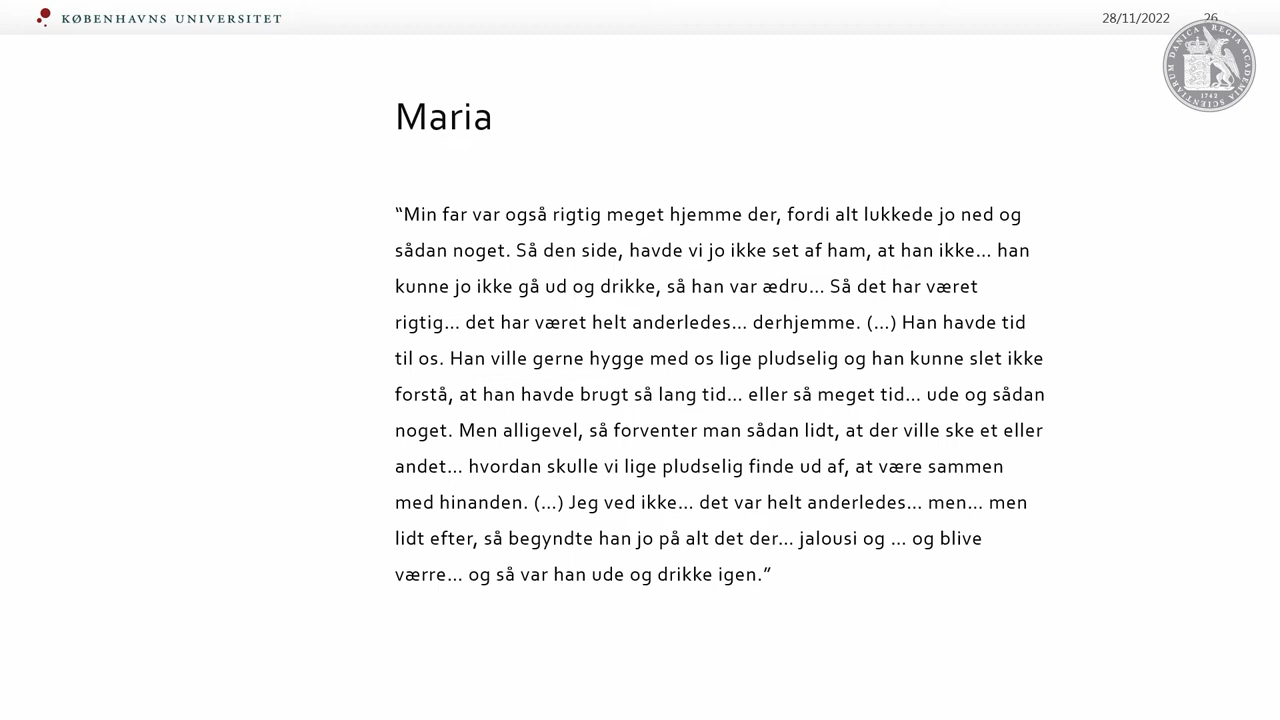 KØBENHAVNS UNIVERSITET
28/11/2022
26
REGIA ACADEMIA SCIENTIARUM DANICA
1742
Maria
“Min far var også rigtig meget hjemme der, fordi alt lukkede jo ned og
sådan noget. Så den side, havde vi jo ikke set af ham, at han ikke... han
kunne jo ikke gå ud og drikke, så han var ædru... Så det har været
rigtig... det har været helt anderledes... derhjemme. (...) Han havde tid
til os. Han ville gerne hygge med os lige pludselig og han kunne slet ikke
forstå, at han havde brugt så lang tid... eller så meget tid... ude og sådan
noget. Men alligevel, så forventer man sådan lidt, at der ville ske et eller
andet... hvordan skulle vi lige pludselig finde ud af, at være sammen
med hinanden. (...) Jeg ved ikke... det var helt anderledes... men... men
lidt efter, så begyndte han jo på alt det der... jalousi og ... og blive
værre... og så var han ude og drikke igen.”